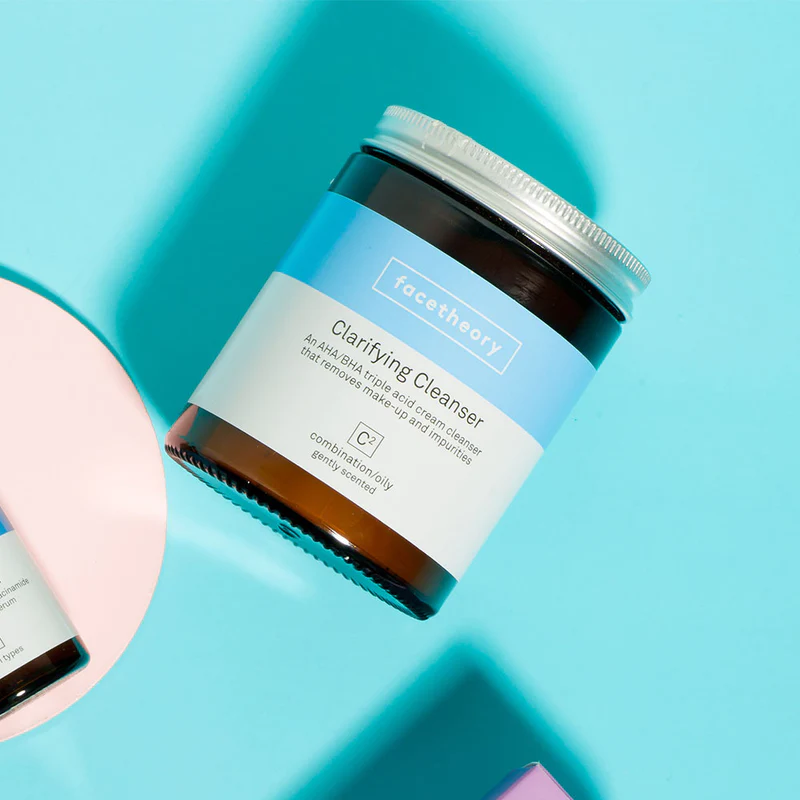 facetheory
Clarifying Cleanser
An AHA/BHA triple acid cream cleanser
that removes make-up and impurities
C²
combination/oily
gently scented
types